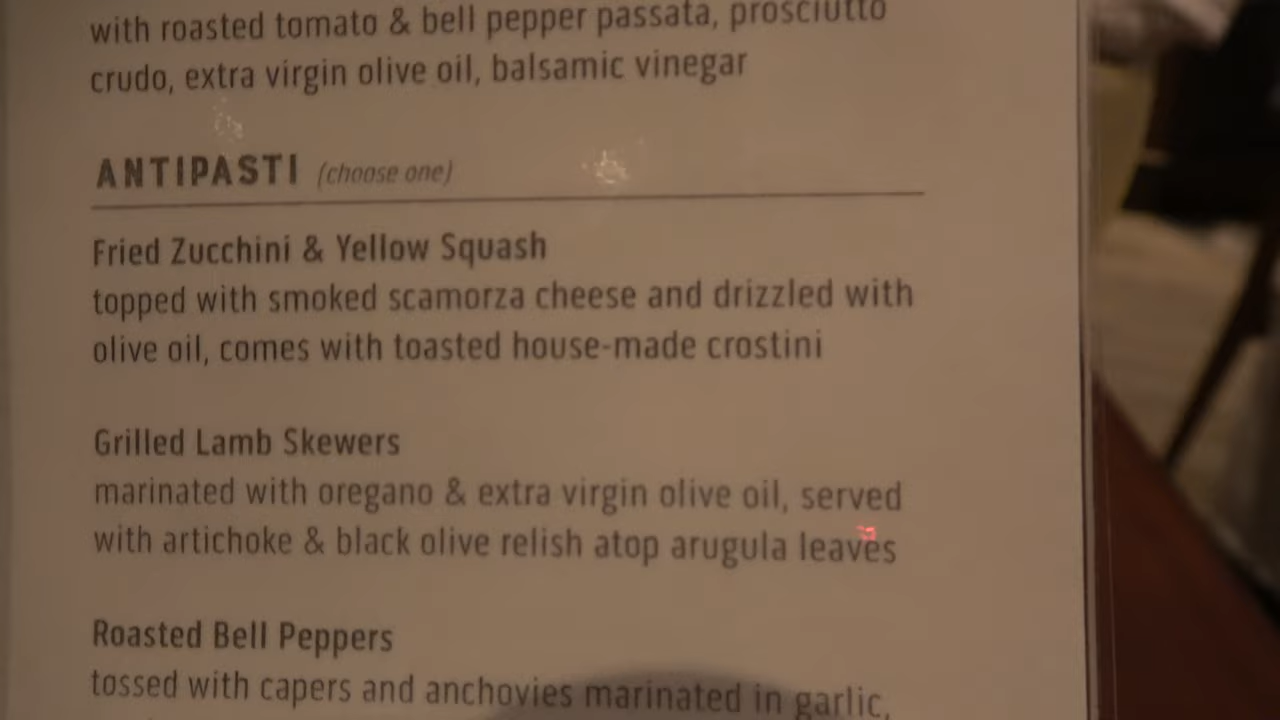 with roasted tomato & bell pepper passata, prosciutto
crudo, extra virgin olive oil, balsamic vinegar
ANTIPASTI (choose one)
Fried Zucchini & Yellow Squash
topped with smoked scamorza cheese and drizzled with
olive oil, comes with toasted house-made crostini
Grilled Lamb Skewers
marinated with oregano & extra virgin olive oil, served
with artichoke & black olive relish atop arugula leaves
Roasted Bell Peppers
tossed with capers and anchovies marinated in garlic,